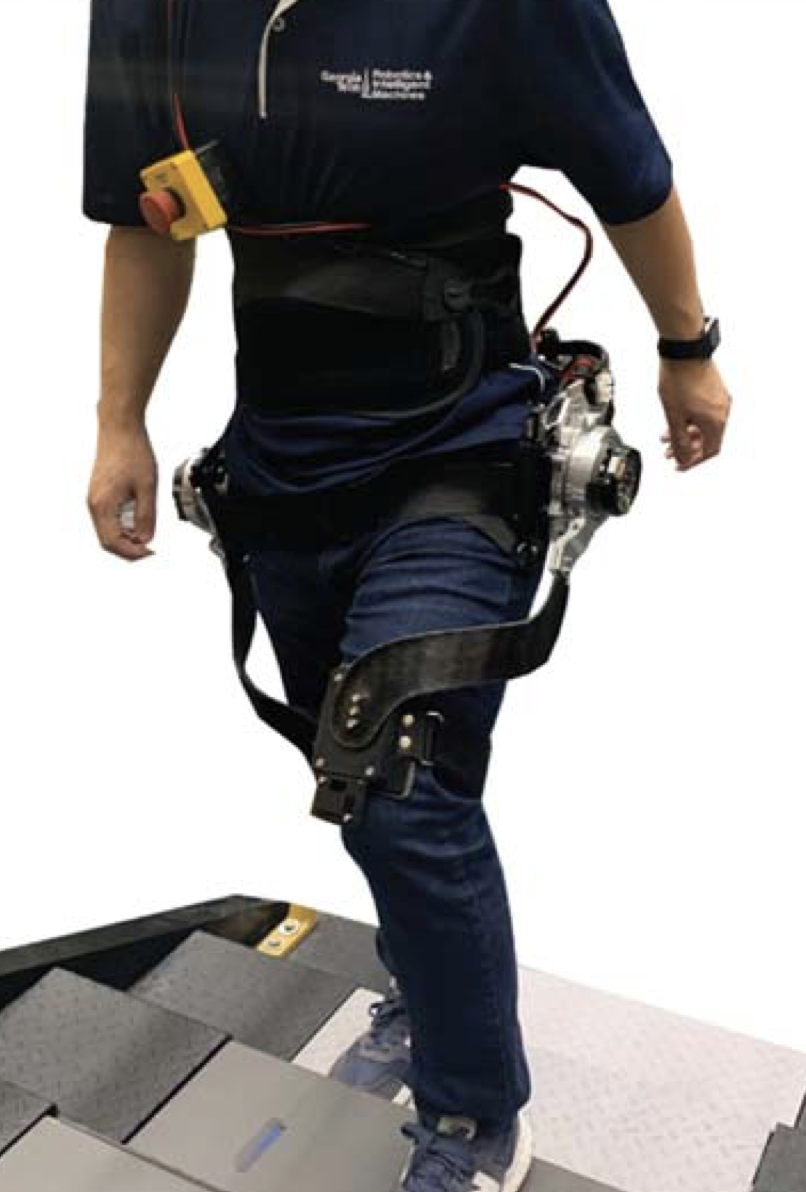 Georgia
Tech
Robotics &
Intelligent
Machines